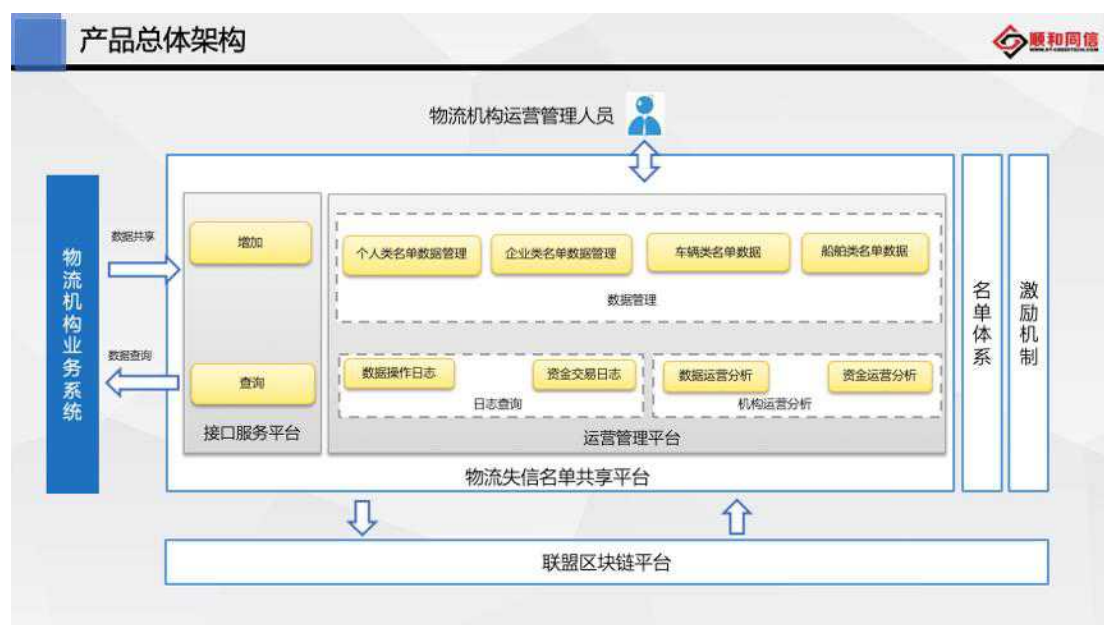 产品总体架构
顺和同信
物流机构运营管理人员
物流机构业务系统
数据共享
数据查询
增加
查询
接口服务平台
个人类名单数据管理
企业类名单数据管理
车辆类名单数据
船舶类名单数据
数据管理
数据操作日志
资金交易日志
日志查询
数据运营分析
资金运营分析
机构运营分析
运营管理平台
物流失信名单共享平台
名单体系
激励机制
联盟区块链平台